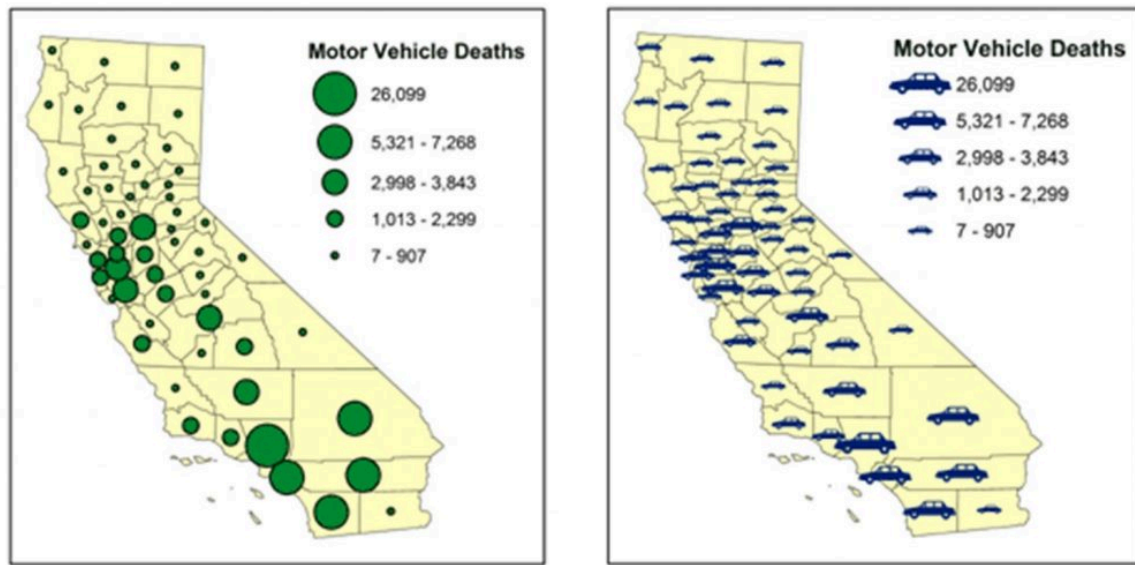 Motor Vehicle Deaths
26,099
5,321 - 7,268
2,998 - 3,843
1,013 - 2,299
7 - 907
Motor Vehicle Deaths
26,099
5,321 - 7,268
2,998 - 3,843
1,013 - 2,299
7 - 907